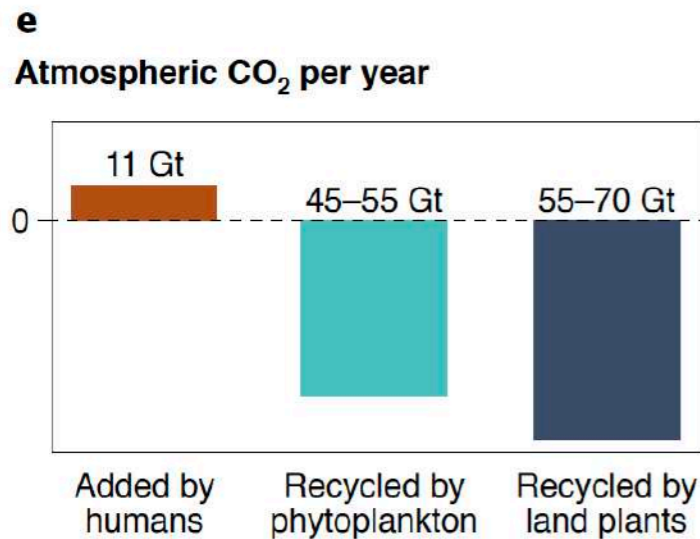 e
Atmospheric CO₂ per year
11 Gt
45–55 Gt
55–70 Gt
0
Added by
humans
Recycled by
phytoplankton
Recycled by
land plants